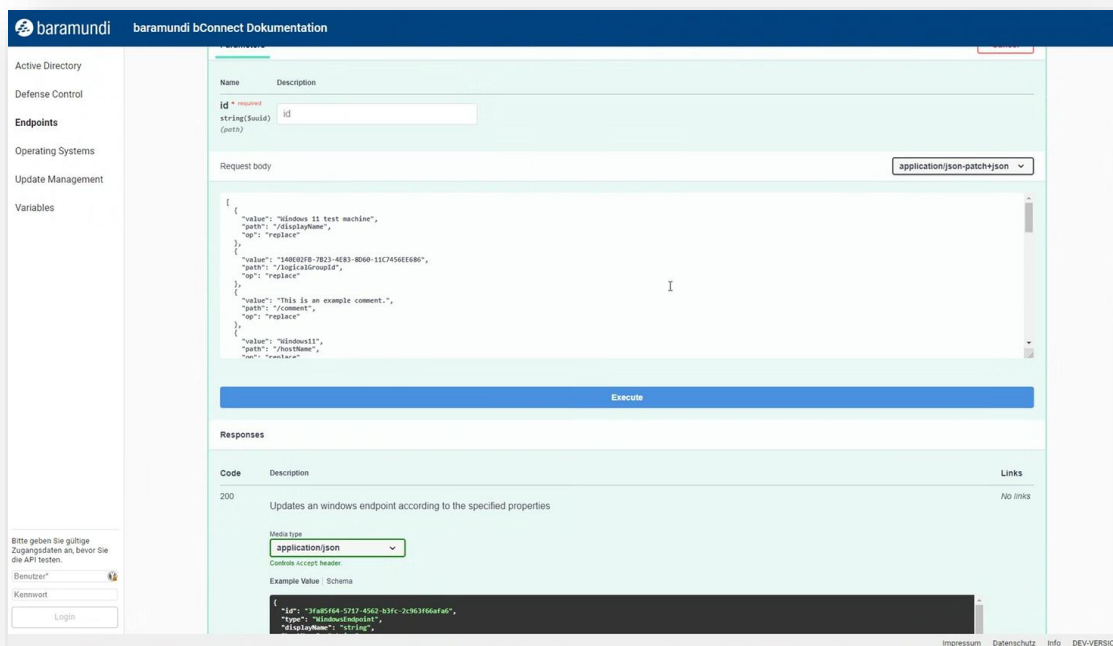 baramundi
baramundi bConnect Dokumentation
Active Directory
Defense Control
Endpoints
Operating Systems
Update Management
Variables
Parameters
Cancel
Name Description
id * required
string($uuid)
(path)
id
Request body
application/json-patch+json
[
{
"value": "Windows 11 test machine",
"path": "/displayName",
"op": "replace"
},
{
"value": "140E02FB-7B23-4E83-8D60-11C7456EE686",
"path": "/logicalGroupId",
"op": "replace"
},
{
"value": "This is an example comment.",
"path": "/comment",
"op": "replace"
},
{
"value": "Windows11",
"path": "/hostName",
"op": "replace"
Execute
Responses
Code Description Links
200
Updates an windows endpoint according to the specified properties
No links
Media type
application/json
Controls Accept header.
Example Value | Schema
{
"id": "3fa85f64-5717-4562-b3fc-2c963f66afa6",
"type": "WindowsEndpoint",
"displayName": "string",
Bitte geben Sie gültige
Zugangsdaten an, bevor Sie
die API testen.
Benutzer*
Kennwort
Login
Impressum Datenschutz Info DEV-VERSIO